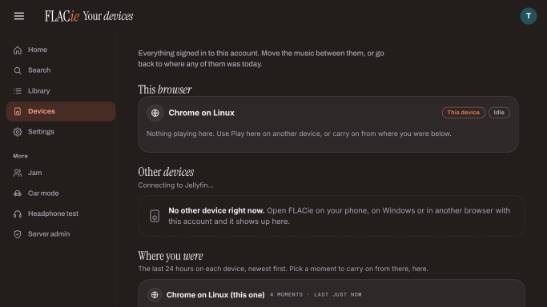 FLACie Your devices
T
Home
Search
Library
Devices
Settings
More
Jam
Car mode
Headphone test
Server admin
Everything signed in to this account. Move the music between them, or go
back to where any of them was today.
This browser
Chrome on Linux
This device
Idle
Nothing playing here. Use Play here on another device, or carry on from where you were below.
Other devices
Connecting to Jellyfin...
No other device right now. Open FLACie on your phone, on Windows or in another browser with
this account and it shows up here.
Where you were
The last 24 hours on each device, newest first. Pick a moment to carry on from there, here.
Chrome on Linux (this one) 4 MOMENTS · LAST JUST NOW